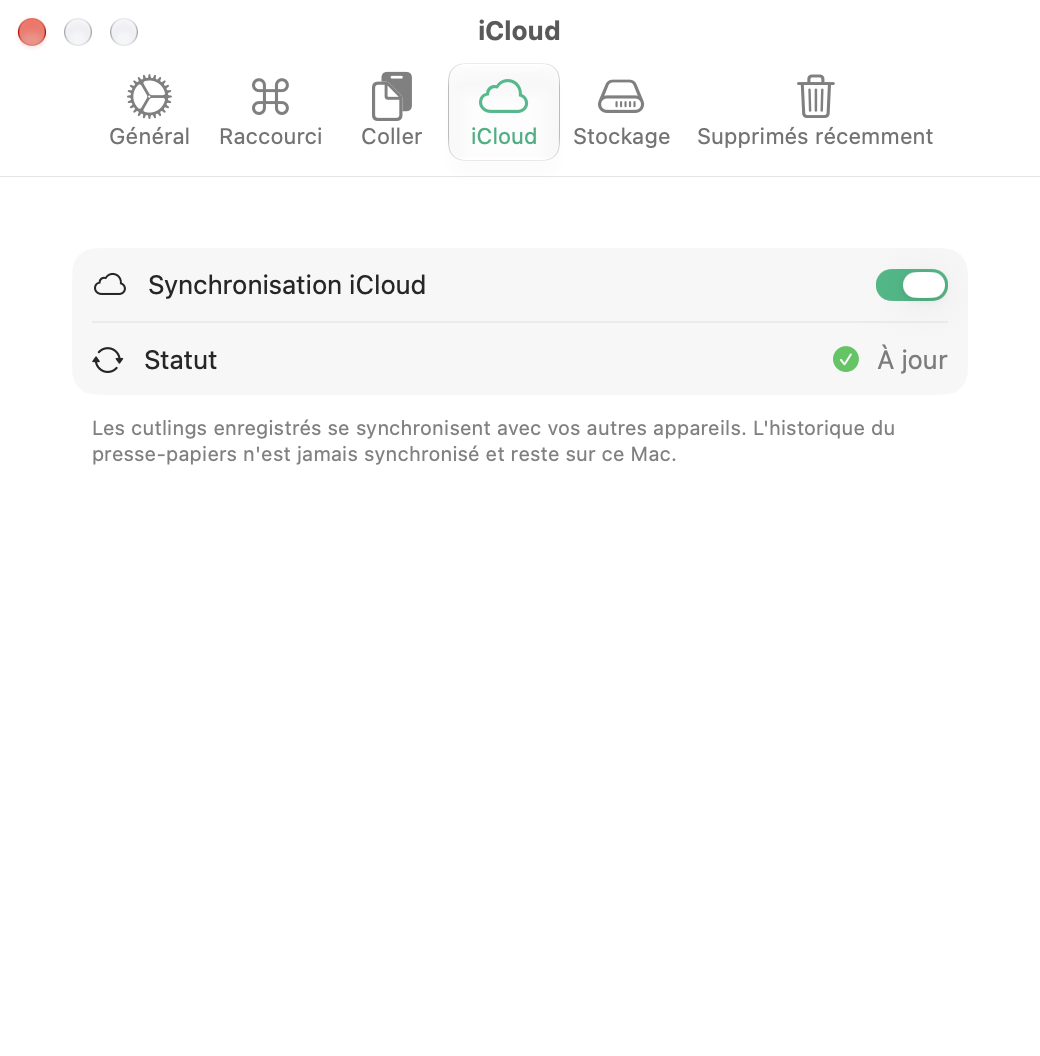 iCloud
Général
Raccourci
Coller
iCloud
Stockage
Supprimés récemment
Synchronisation iCloud
Statut
À jour
Les cutlings enregistrés se synchronisent avec vos autres appareils. L'historique du
presse-papiers n'est jamais synchronisé et reste sur ce Mac.